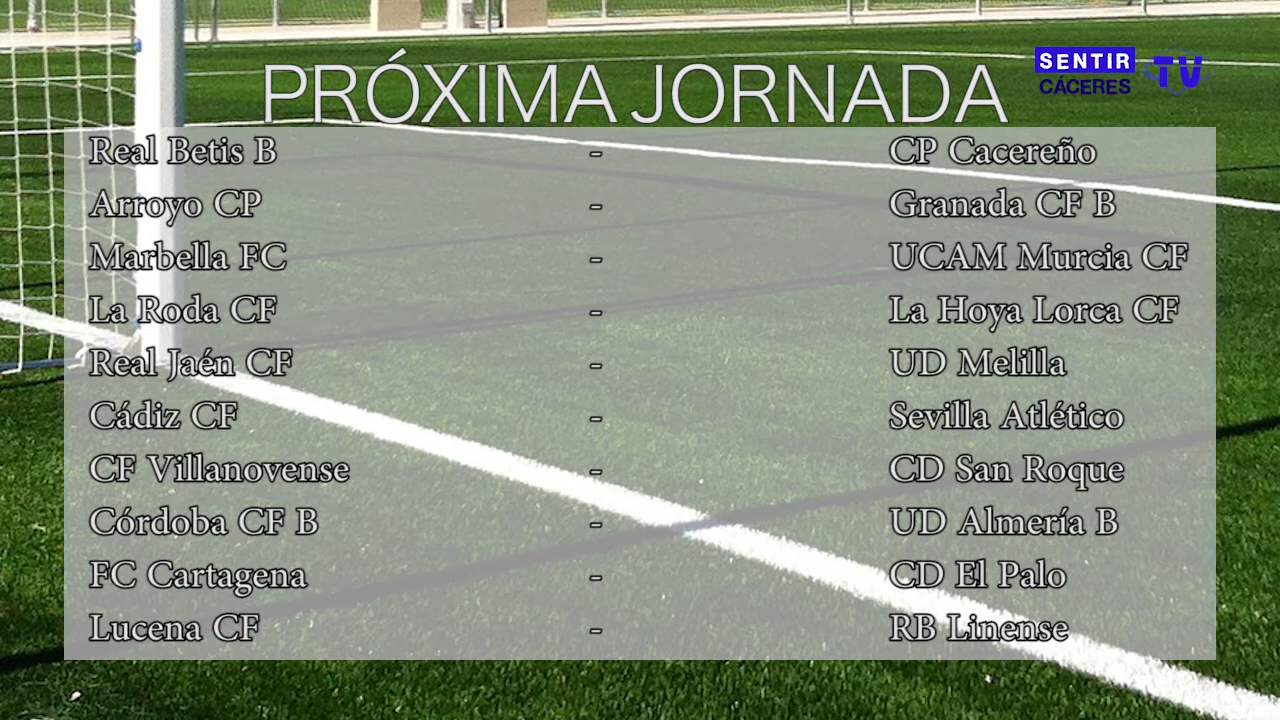 PRÓXIMA JORNADA
SENTIR
CÁCERES
TV
Real Betis B - CP Cacereño
Arroyo CP - Granada CF B
Marbella FC - UCAM Murcia CF
La Roda CF - La Hoya Lorca CF
Real Jaén CF - UD Melilla
Cádiz CF - Sevilla Atlético
CF Villanovense - CD San Roque
Córdoba CF B - UD Almería B
FC Cartagena - CD El Palo
Lucena CF - RB Linense